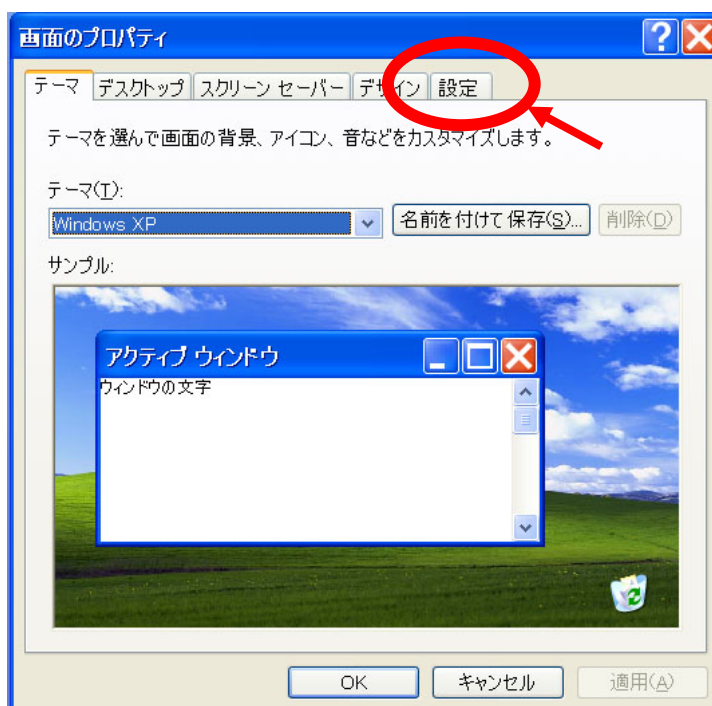 画面のプロパティ
テーマ デスクトップ スクリーン セーバー デザイン 設定
テーマを選んで画面の背景、アイコン、音などをカスタマイズします。
テーマ(T):
Windows XP 名前を付けて保存(S)... 削除(D)
サンプル:
アクティブ ウィンドウ
ウィンドウの文字
OK キャンセル 適用(A)